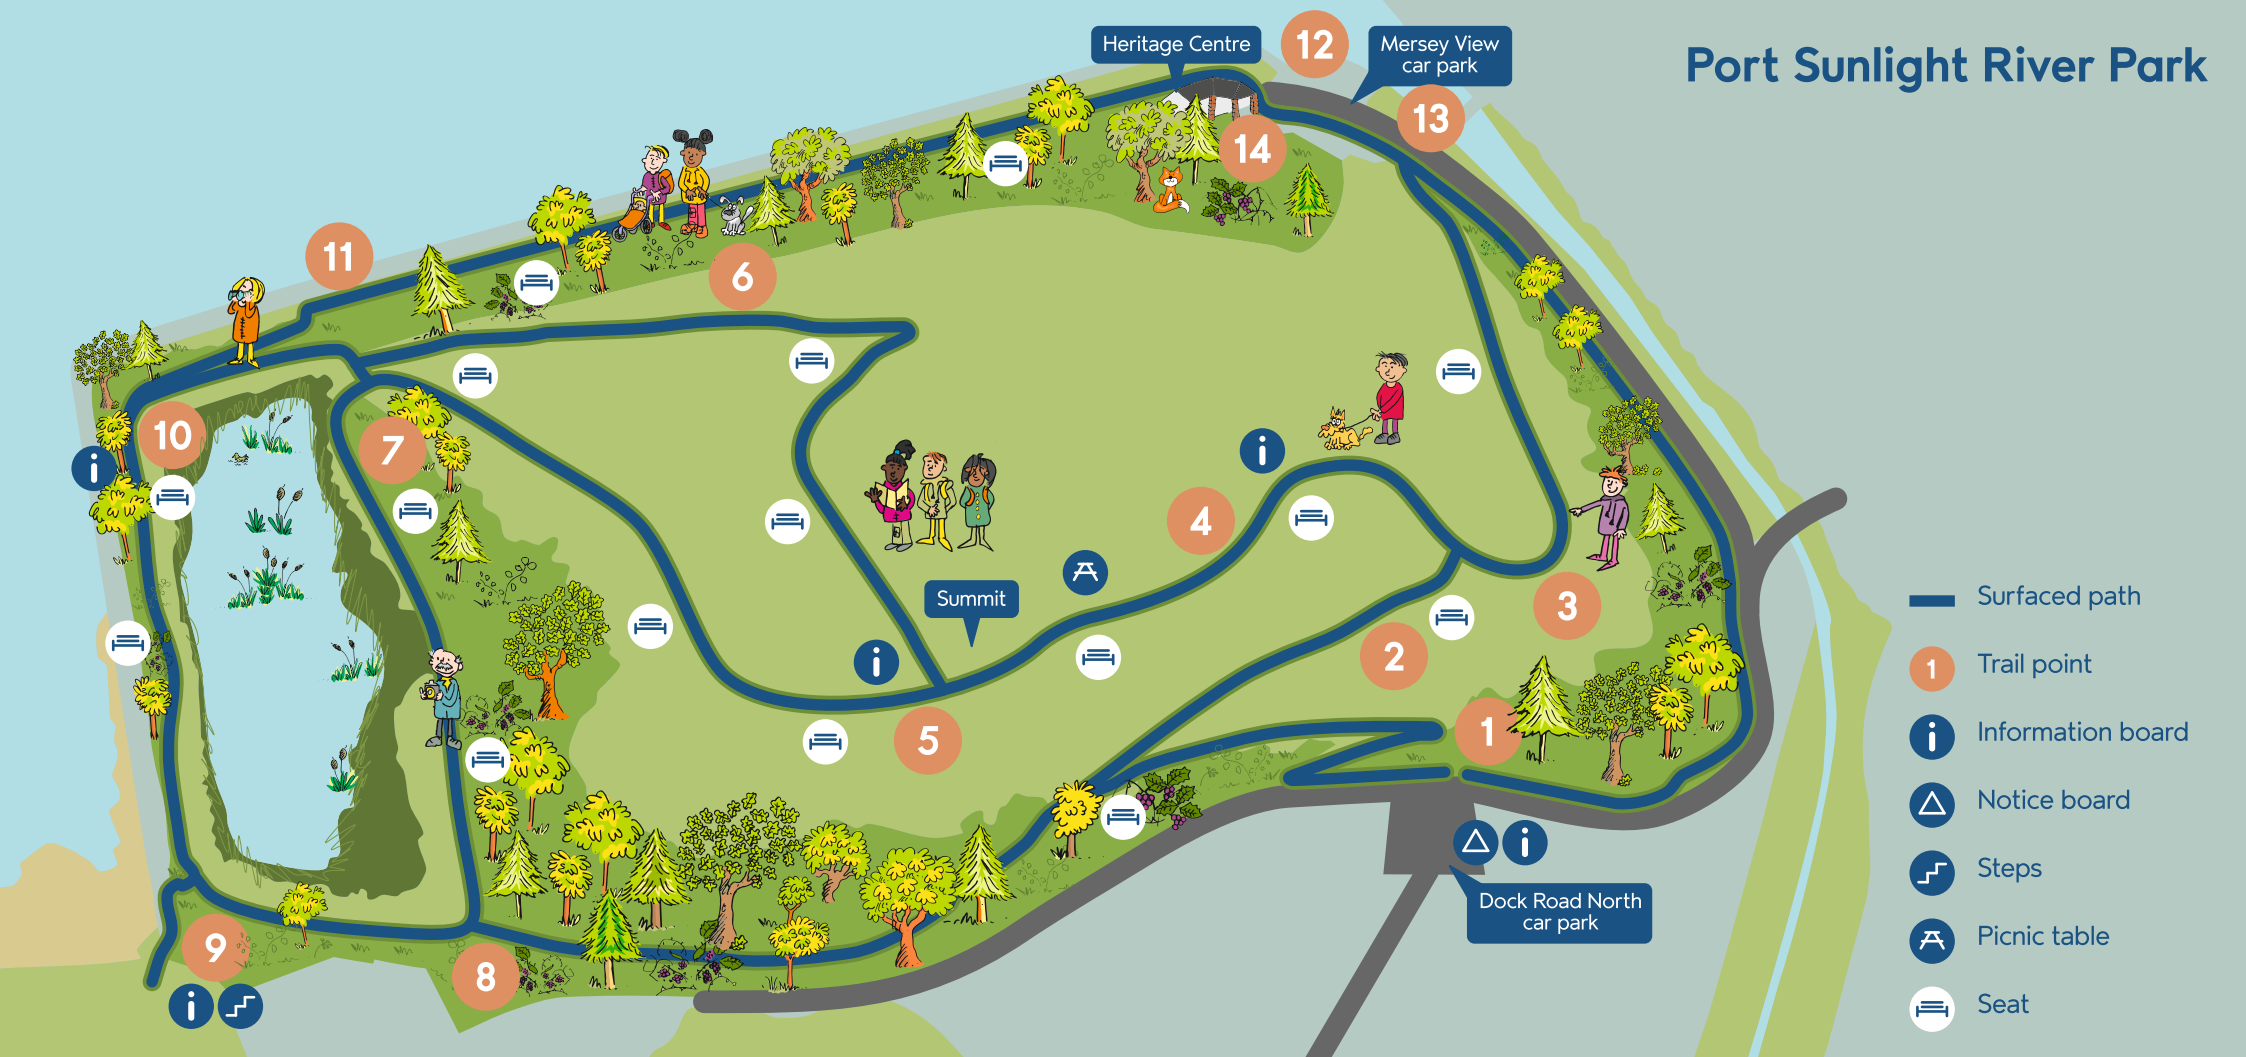 Port Sunlight River Park
Heritage Centre
12
Mersey View
car park
13
14
11
6
10
7
4
Summit
3
2
5
1
9
8
Dock Road North
car park
Surfaced path
1 Trail point
i Information board
Notice board
Steps
Picnic table
Seat
i
i
i
i
i